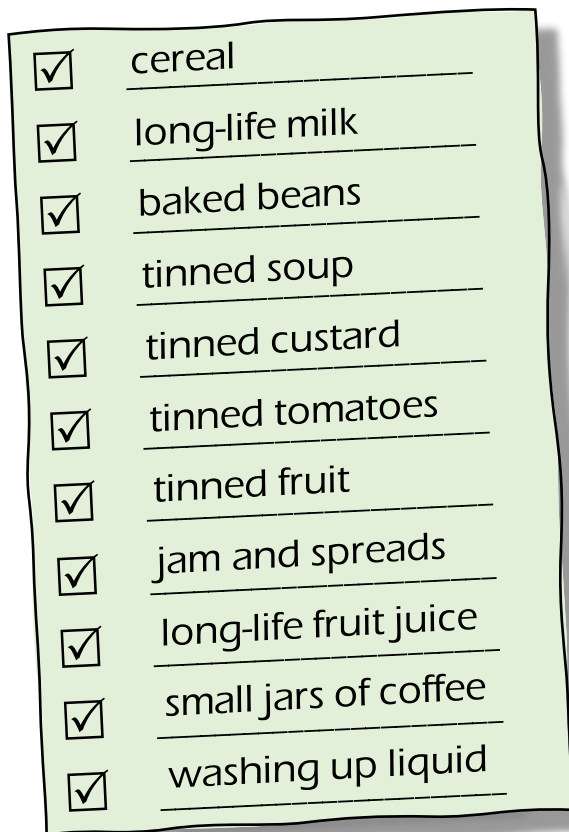 cereal
long-life milk
baked beans
tinned soup
tinned custard
tinned tomatoes
tinned fruit
jam and spreads
long-life fruit juice
small jars of coffee
washing up liquid